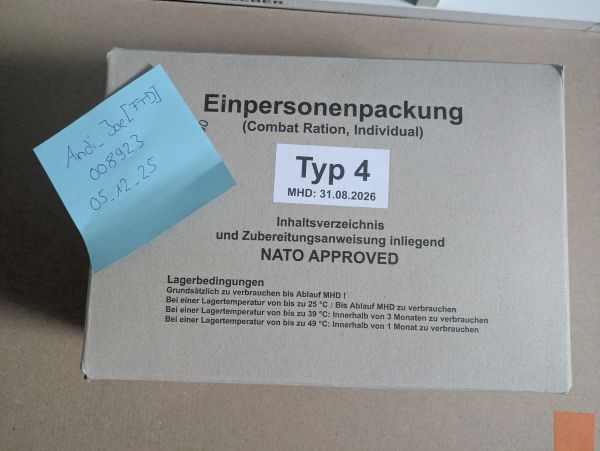 Einpersonenpackung
(Combat Ration, Individual)
Typ 4
MHD: 31.08.2026
Inhaltsverzeichnis
und Zubereitungsanweisung inliegend
NATO APPROVED
Lagerbedingungen
Grundsätzlich zu verbrauchen bis Ablauf MHD !
Bei einer Lagertemperatur von bis zu 25 °C : Bis Ablauf MHD zu verbrauchen
Bei einer Lagertemperatur von bis zu 39 °C: Innerhalb von 3 Monaten zu verbrauchen
Bei einer Lagertemperatur von bis zu 49 °C: Innerhalb von 1 Monat zu verbrauchen
Andi_Joe[FTD]
008923
05_12_25